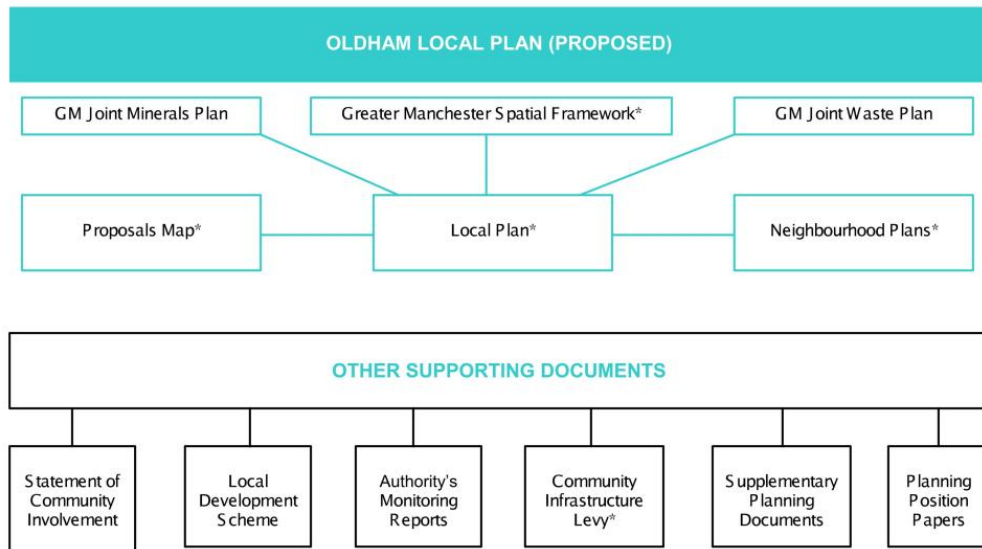 OLDHAM LOCAL PLAN (PROPOSED)
GM Joint Minerals Plan
Greater Manchester Spatial Framework*
GM Joint Waste Plan
Proposals Map*
Local Plan*
Neighbourhood Plans*
OTHER SUPPORTING DOCUMENTS
Statement of
Community
Involvement
Local
Development
Scheme
Authority's
Monitoring
Reports
Community
Infrastructure
Levy*
Supplementary
Planning
Documents
Planning
Position
Papers